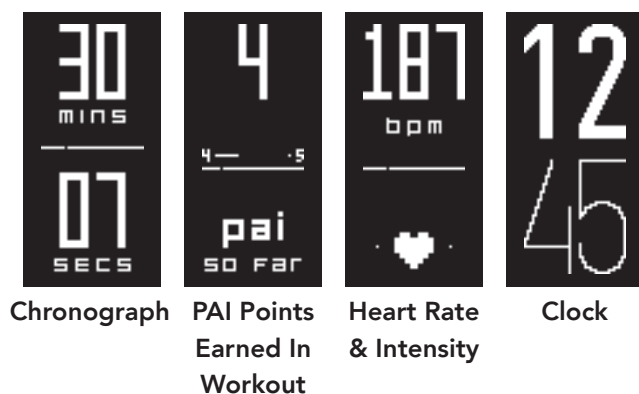 30
mins
07
secs
4
4 5
pai
so far
187
bpm
12
45
Chronograph
PAI Points
Earned In
Workout
Heart Rate
& Intensity
Clock